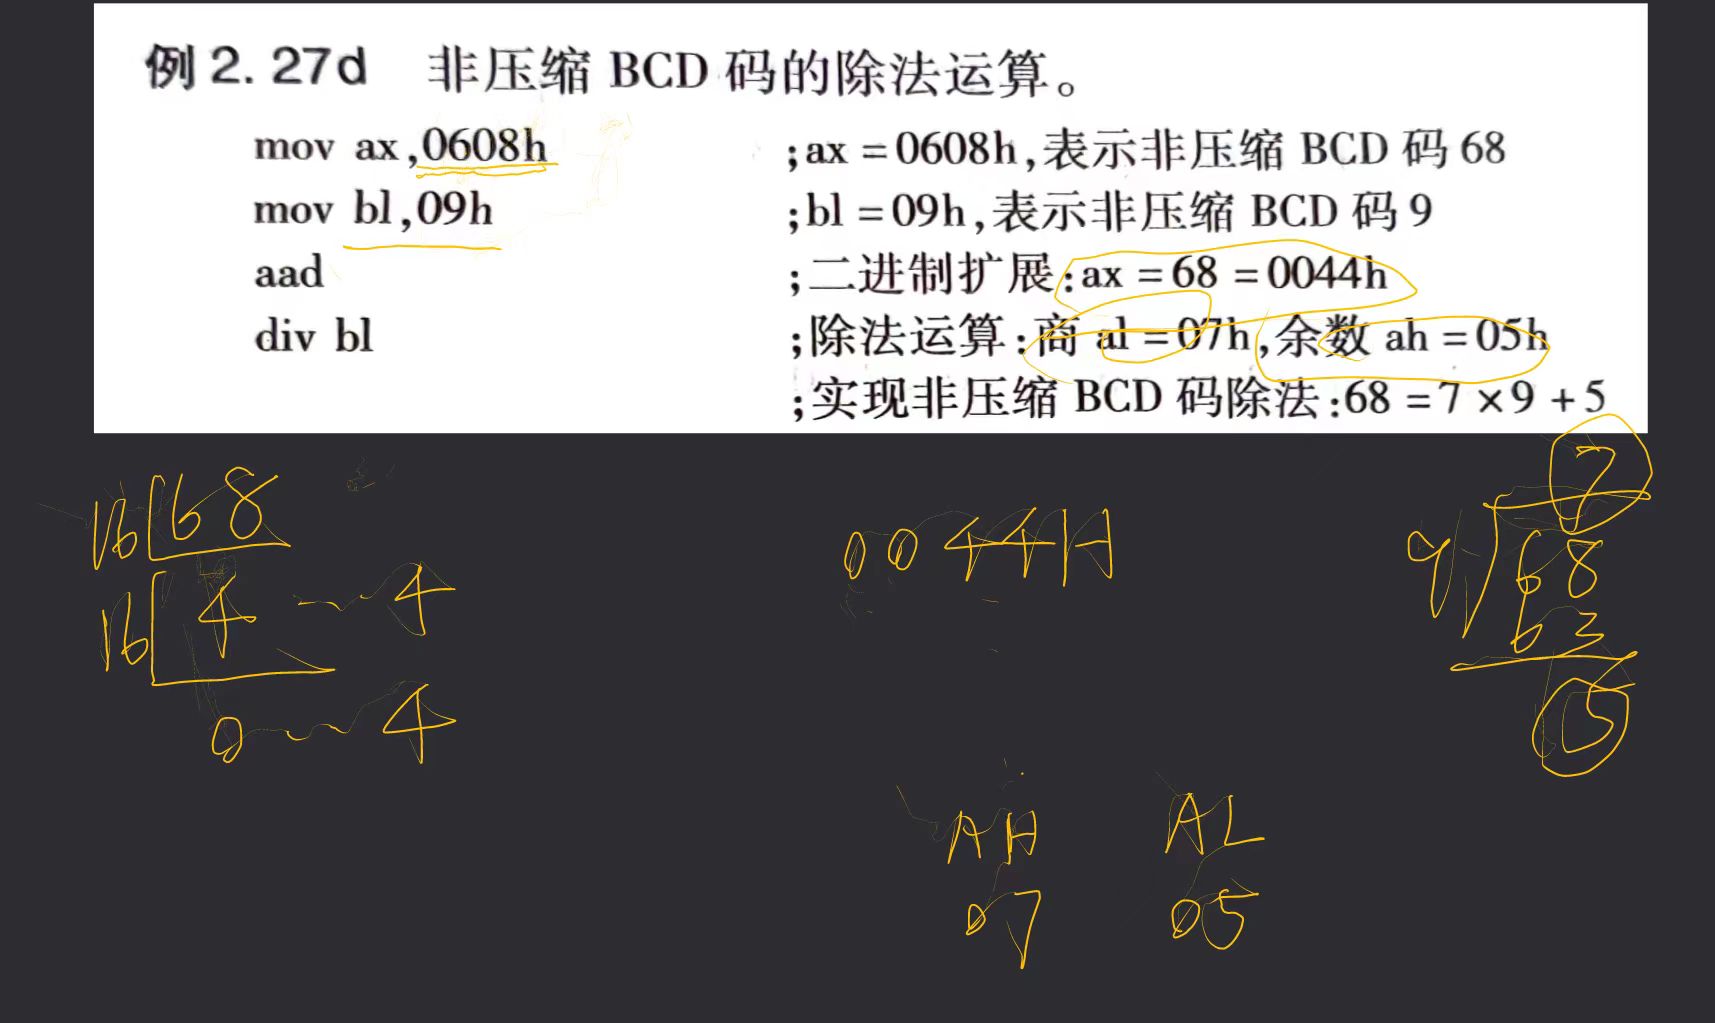 例 2.27d 非压缩 BCD 码的除法运算。
mov ax,0608h ;ax = 0608h,表示非压缩 BCD 码 68
mov bl,09h ;bl = 09h,表示非压缩 BCD 码 9
aad ;二进制扩展:ax = 68 = 0044h
div bl ;除法运算:商 al = 07h,余数 ah = 05h
;实现非压缩 BCD 码除法:68 = 7 × 9 + 5
16 68
16 4 4
0 4
0044H
7
9 68
63
5
AH AL
07 05